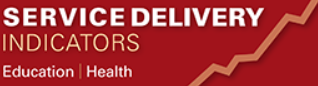 SERVICE DELIVERY
INDICATORS
Education | Health